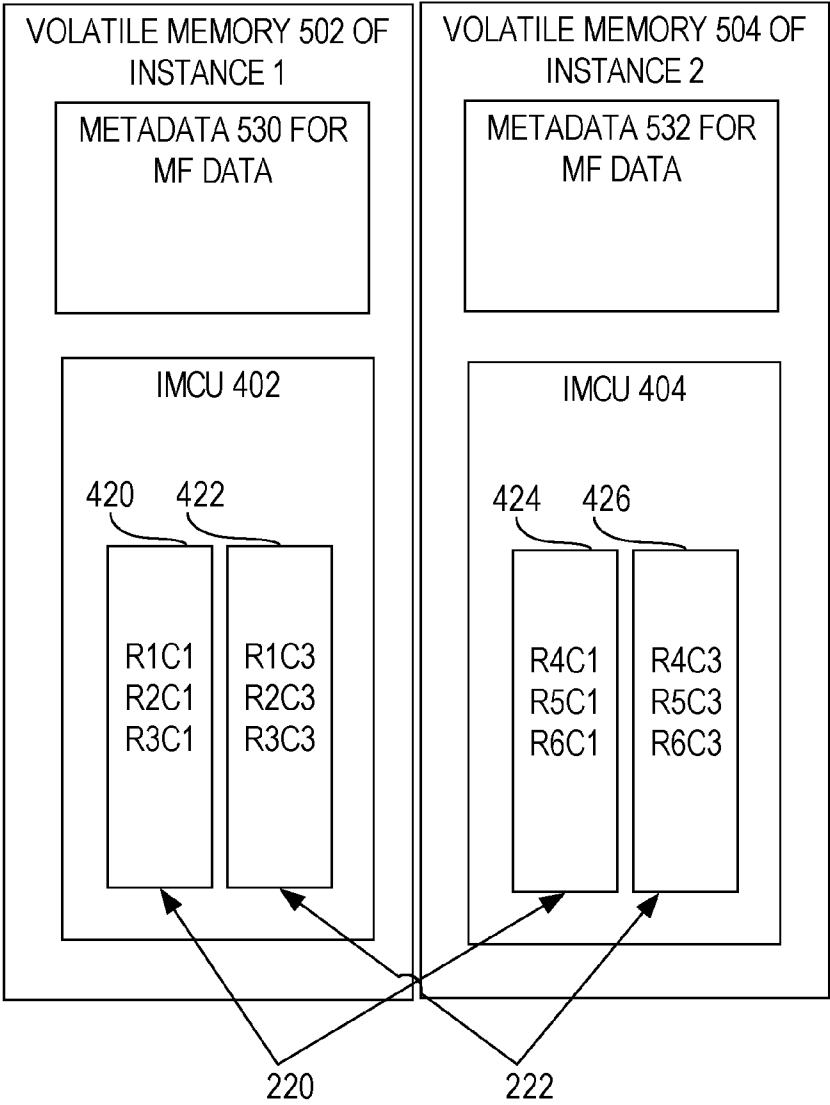 VOLATILE MEMORY 502 OF
INSTANCE 1
METADATA 530 FOR
MF DATA
IMCU 402
420
422
R1C1
R2C1
R3C1
R1C3
R2C3
R3C3
VOLATILE MEMORY 504 OF
INSTANCE 2
METADATA 532 FOR
MF DATA
IMCU 404
424
426
R4C1
R5C1
R6C1
R4C3
R5C3
R6C3
220
222